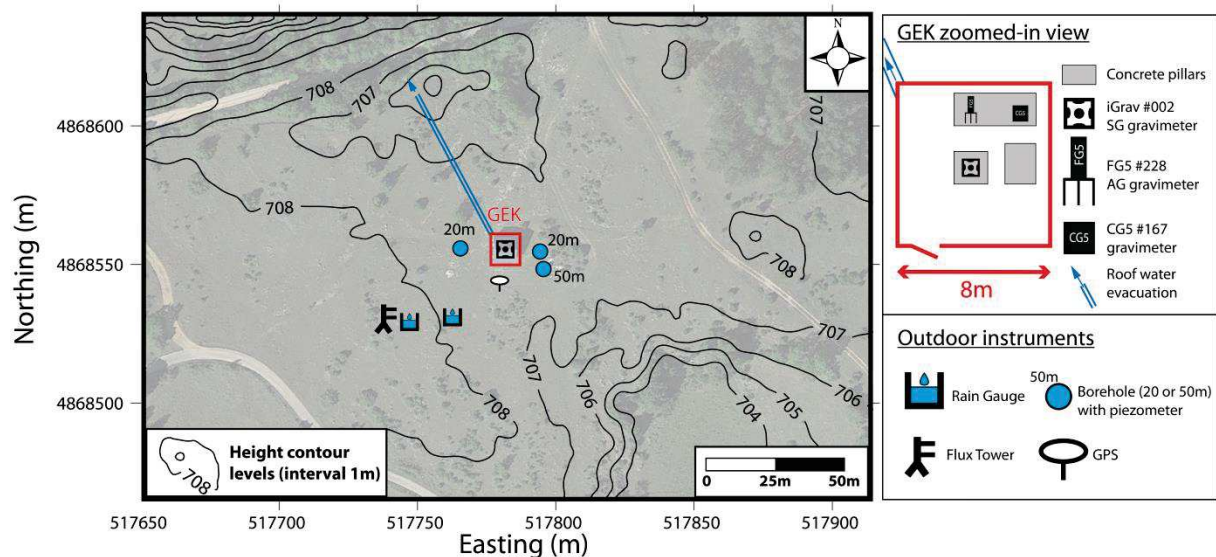 N
708
707
707
4868600
708
GEK
20m
20m
50m
708
4868550
707
707
706
706
705
704
708
4868500
Northing (m)
Height contour
levels (interval 1m)
708
0
25m
50m
517650
517700
517750
517800
517850
517900
Easting (m)
GEK zoomed-in view
FG5
CG5
8m
Concrete pillars
iGrav #002
SG gravimeter
FG5
FG5 #228
AG gravimeter
CG5
CG5 #167
gravimeter
Roof water
evacuation
Outdoor instruments
Rain Gauge
50m
Borehole (20 or 50m)
with piezometer
Flux Tower
GPS